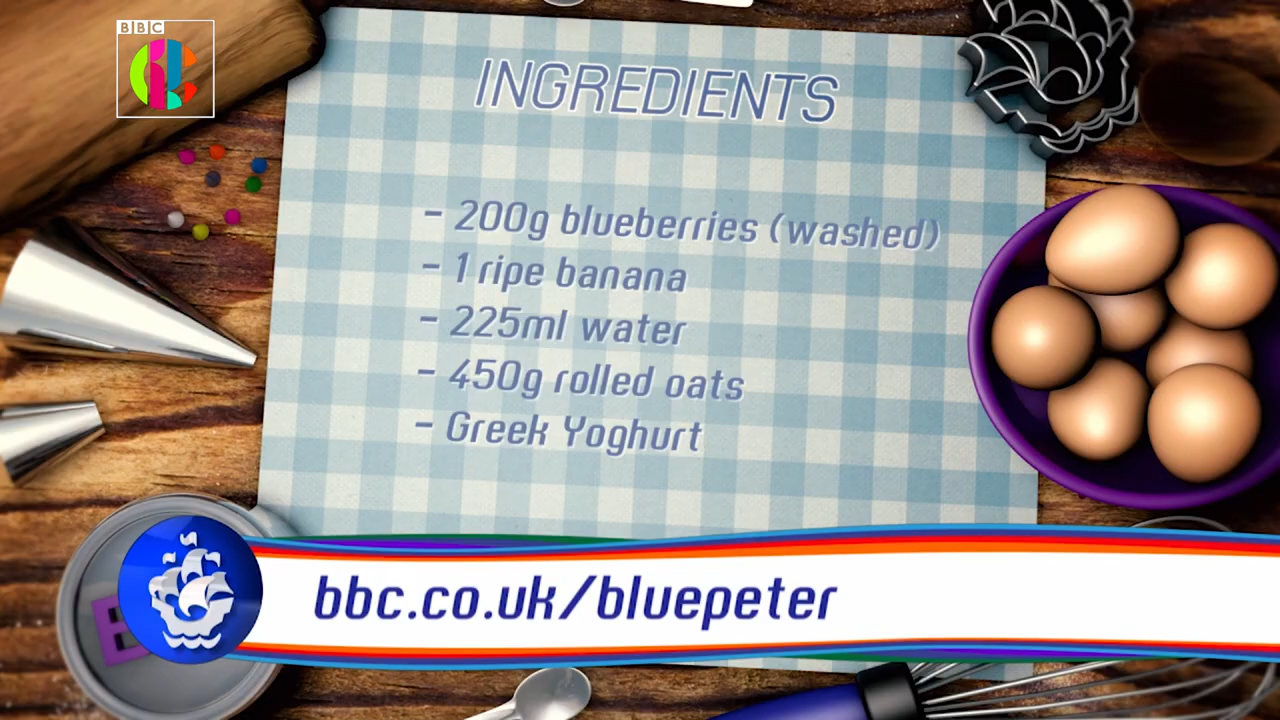 BBC
INGREDIENTS
- 200g blueberries (washed)
- 1 ripe banana
- 225ml water
- 450g rolled oats
- Greek Yoghurt
bbc.co.uk/bluepeter